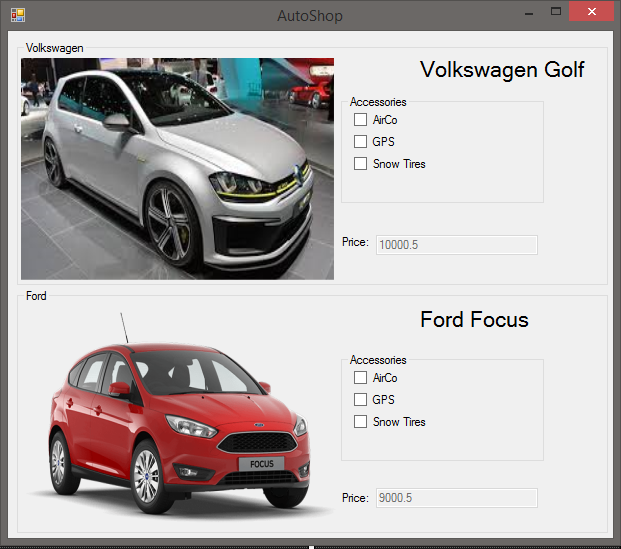 AutoShop
Volkswagen
Volkswagen Golf
Accessories
AirCo
GPS
Snow Tires
Price: 10000.5
Ford
Ford Focus
Accessories
AirCo
GPS
Snow Tires
FOCUS
Price: 9000.5